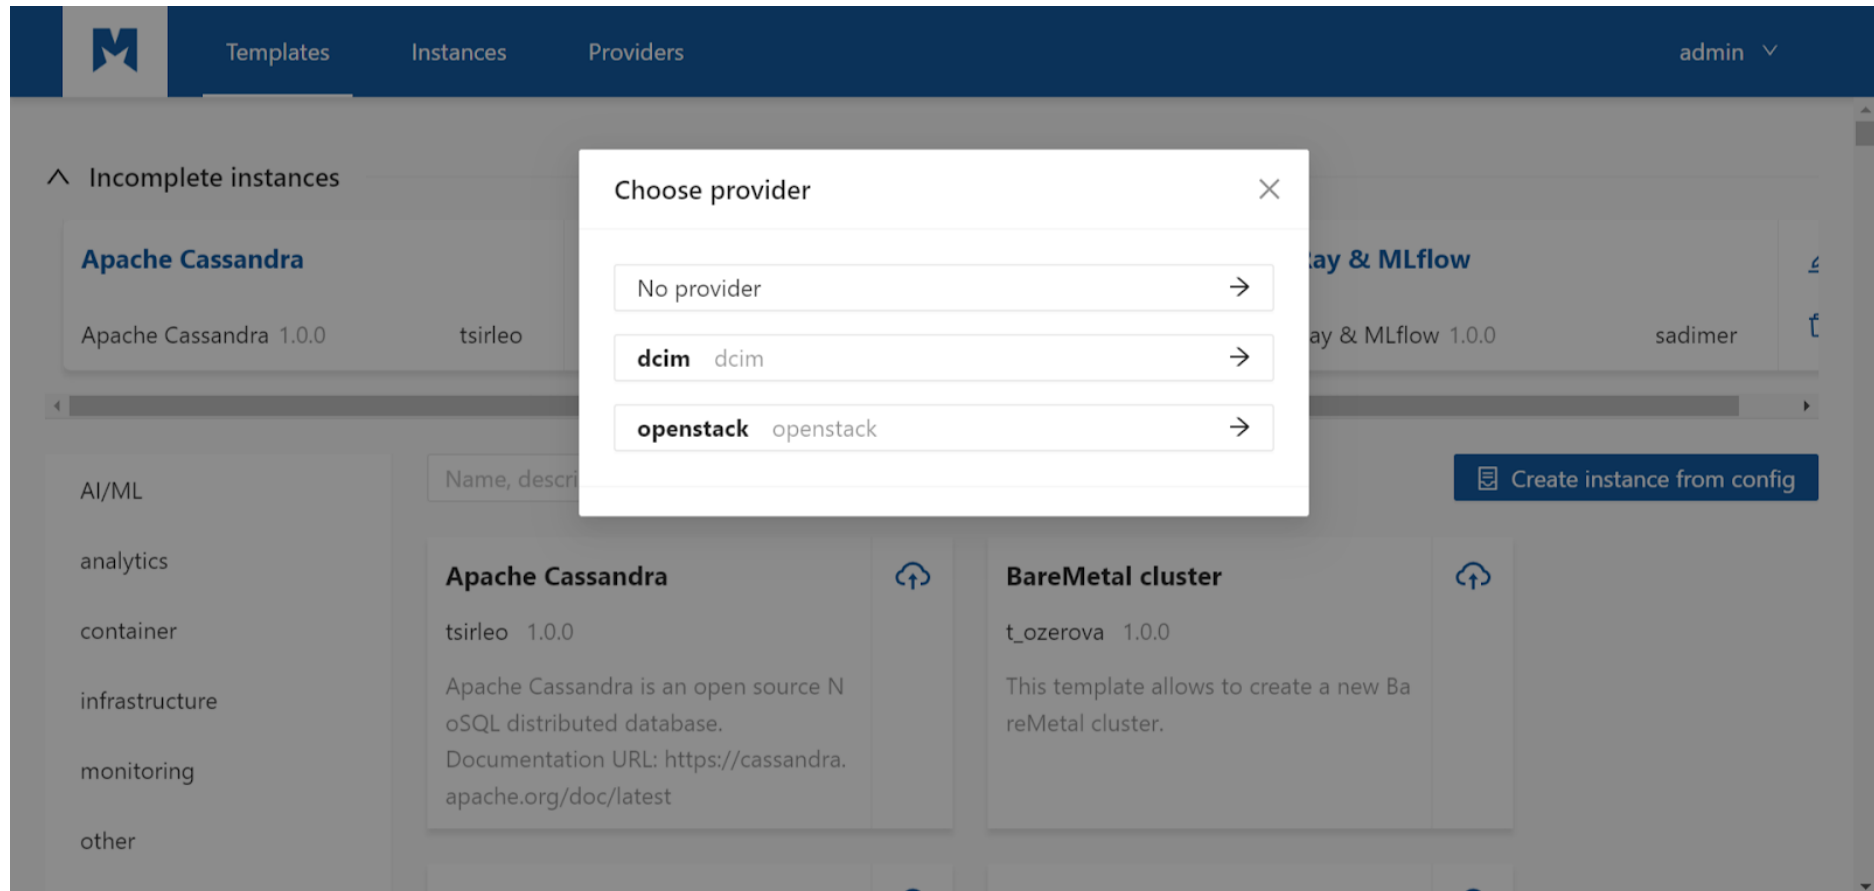 Templates
Instances
Providers
admin
Incomplete instances
Apache Cassandra
Apache Cassandra 1.0.0
tsirleo
Choose provider
No provider
dcim dcim
openstack openstack
ay & MLflow
ay & MLflow 1.0.0
sadimer
AI/ML
analytics
container
infrastructure
monitoring
other
Name, descri
Create instance from config
Apache Cassandra
tsirleo 1.0.0
Apache Cassandra is an open source N
oSQL distributed database.
Documentation URL: https://cassandra.
apache.org/doc/latest
BareMetal cluster
t_ozerova 1.0.0
This template allows to create a new Ba
reMetal cluster.